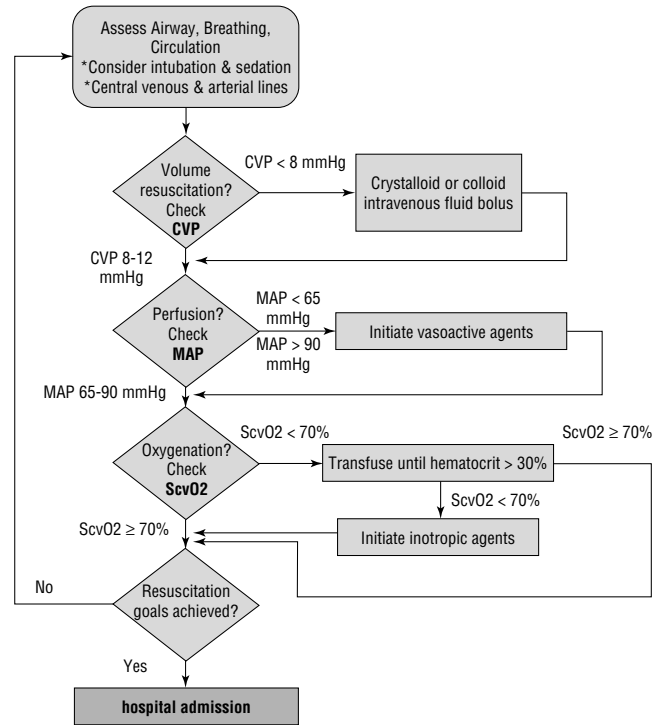 Assess Airway, Breathing,
Circulation
*Consider intubation & sedation
*Central venous & arterial lines
Volume
resuscitation?
Check
CVP
CVP < 8 mmHg
Crystalloid or colloid
intravenous fluid bolus
CVP 8-12
mmHg
Perfusion?
Check
MAP
MAP < 65
mmHg
MAP > 90
mmHg
Initiate vasoactive agents
MAP 65-90 mmHg
Oxygenation?
Check
ScvO2
ScvO2 < 70%
Transfuse until hematocrit > 30%
ScvO2 ≥ 70%
ScvO2 < 70%
Initiate inotropic agents
ScvO2 ≥ 70%
Resuscitation
goals achieved?
No
Yes
hospital admission